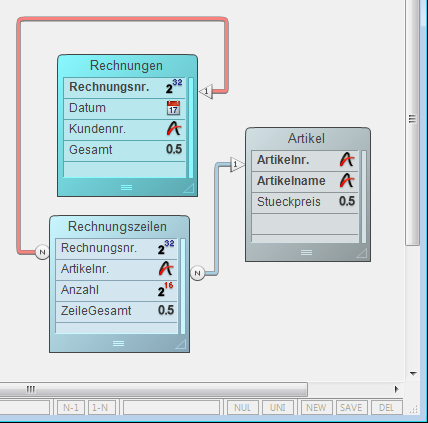 Rechnungen
Rechnungsnr. 2^32
Datum 17
Kundennr. A
Gesamt 0.5
1
Artikel
Artikelnr. A
Artikelname A
Stueckpreis 0.5
1
Rechnungszeilen
Rechnungsnr. 2^32
Artikelnr. A
Anzahl 2^16
ZeileGesamt 0.5
N
N
N-1 1-N NUL UNI NEW SAVE DEL